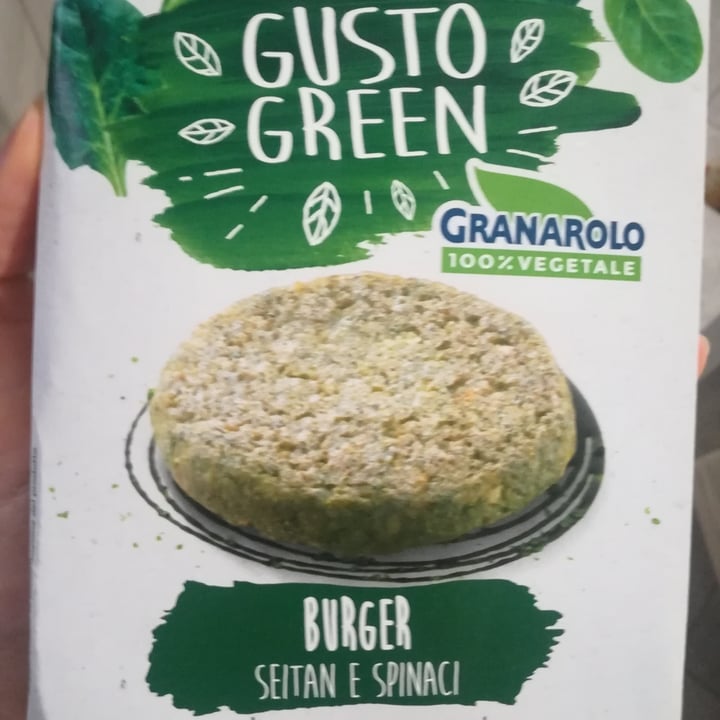 GUSTO
GREEN
GRANAROLO
100% VEGETALE
BURGER
SEITAN E SPINACI